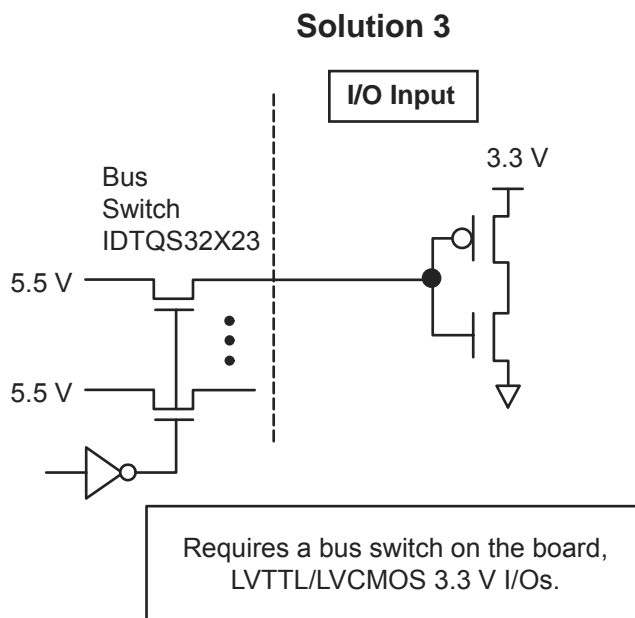 Solution 3
I/O Input
3.3 V
Bus
Switch
IDTQS32X23
5.5 V
5.5 V
Requires a bus switch on the board,
LVTTL/LVCMOS 3.3 V I/Os.